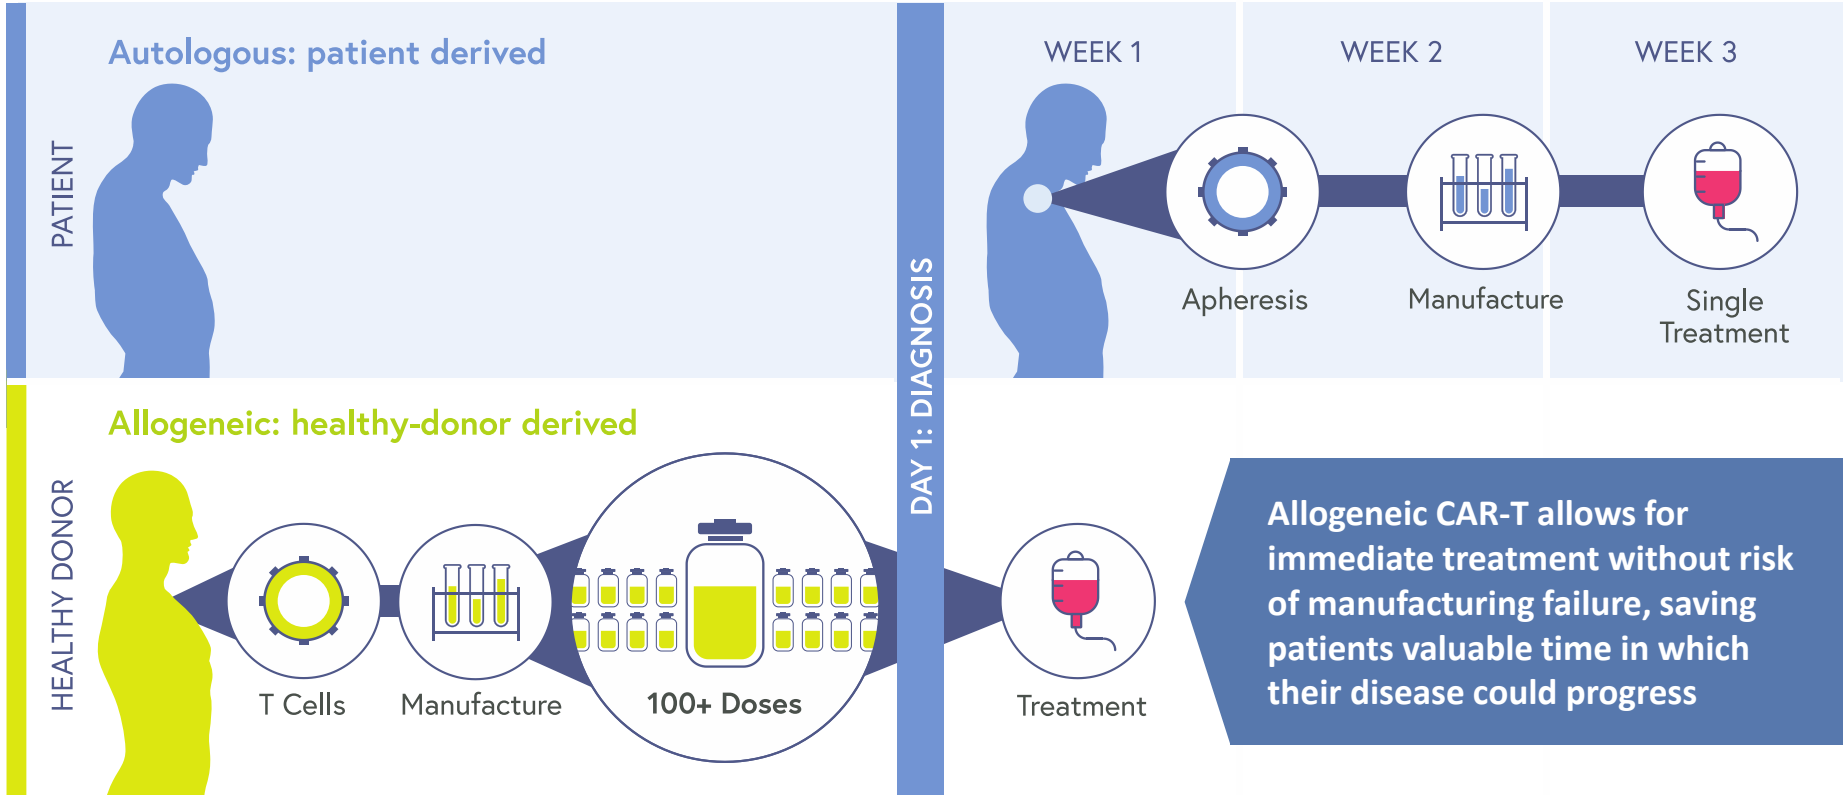 Autologous: patient derived
PATIENT
WEEK 1
WEEK 2
WEEK 3
Apheresis
Manufacture
Single
Treatment
DAY 1: DIAGNOSIS
Allogeneic: healthy-donor derived
HEALTHY DONOR
T Cells
Manufacture
100+ Doses
Treatment
Allogeneic CAR-T allows for
immediate treatment without risk
of manufacturing failure, saving
patients valuable time in which
their disease could progress